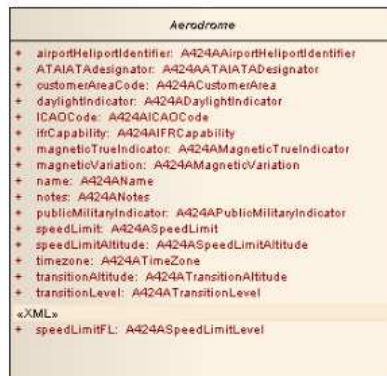 Aerodrome
+ airportHeliportIdentifier: A424AAirportHeliportIdentifier
+ ATAIATAdesignator: A424AATAIATADesignator
+ customerAreaCode: A424ACustomerArea
+ daylightIndicator: A424ADaylightIndicator
+ ICAOCode: A424AICAOCode
+ ifrCapability: A424AIFRCapability
+ magneticTrueIndicator: A424AMagneticTrueIndicator
+ magneticVariation: A424AMagneticVariation
+ name: A424AName
+ notes: A424ANotes
+ publicMilitaryIndicator: A424APublicMilitaryIndicator
+ speedLimit: A424ASpeedLimit
+ speedLimitAltitude: A424ASpeedLimitAltitude
+ timezone: A424ATimeZone
+ transitionAltitude: A424ATransitionAltitude
+ transitionLevel: A424ATransitionLevel
«XML»
+ speedLimitFL: A424ASpeedLimitLevel